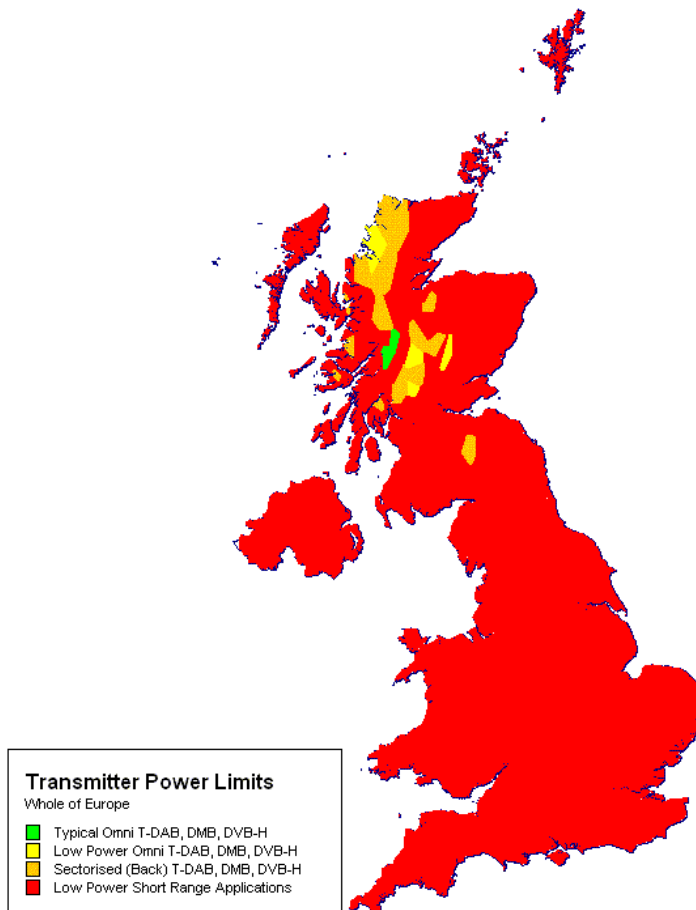 Transmitter Power Limits
Whole of Europe
Typical Omni T-DAB, DMB, DVB-H
Low Power Omni T-DAB, DMB, DVB-H
Sectorised (Back) T-DAB, DMB, DVB-H
Low Power Short Range Applications